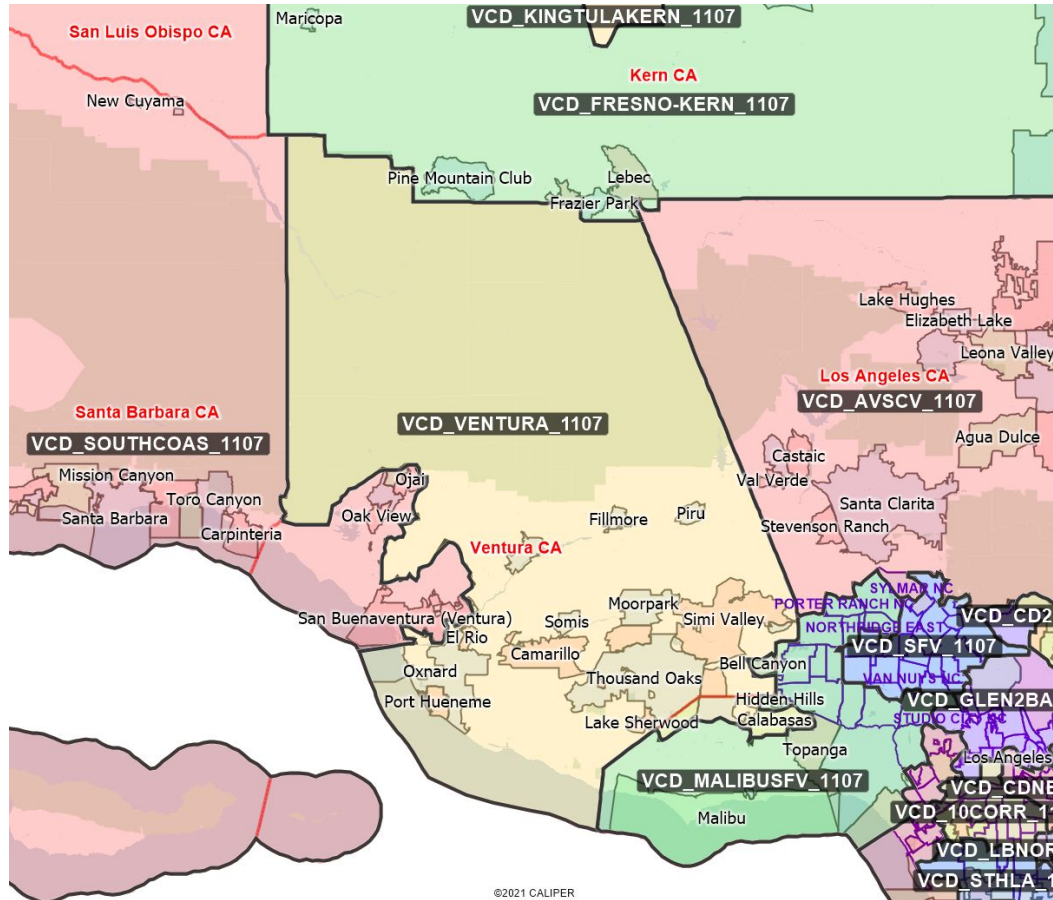 Maricopa
VCD_KINGTULAKERN_1107
San Luis Obispo CA
Kern CA
New Cuyama
VCD_FRESNO-KERN_1107
Pine Mountain Club
Lebec
Frazier Park
Lake Hughes
Elizabeth Lake
Leona Valley
Los Angeles CA
VCD_AVSCV_1107
Santa Barbara CA
VCD_SOUTHCOAS_1107
VCD_VENTURA_1107
Agua Dulce
Mission Canyon
Ojai
Castaic
Val Verde
Toro Canyon
Santa Barbara
Oak View
Santa Clarita
Carpinteria
Fillmore
Piru
Stevenson Ranch
Ventura CA
SYLMAR NC
PORTER RANCH NC
Moorpark
San Buenaventura (Ventura)
Somis
Simi Valley
NORTHRIDGE EAST
VCD_CD2
El Rio
VCD_SFV_1107
Camarillo
Oxnard
Bell Canyon
Thousand Oaks
VAN NUYS NC
Port Hueneme
Hidden Hills
VCD_GLEN2BA
Lake Sherwood
Calabasas
STUDIO CITY NC
Topanga
Los Angeles
VCD_MALIBUSFV_1107
VCD_CDNE
Malibu
VCD_10CORR_11
VCD_LBNOR
VCD_STHLA_1
©2021 CALIPER